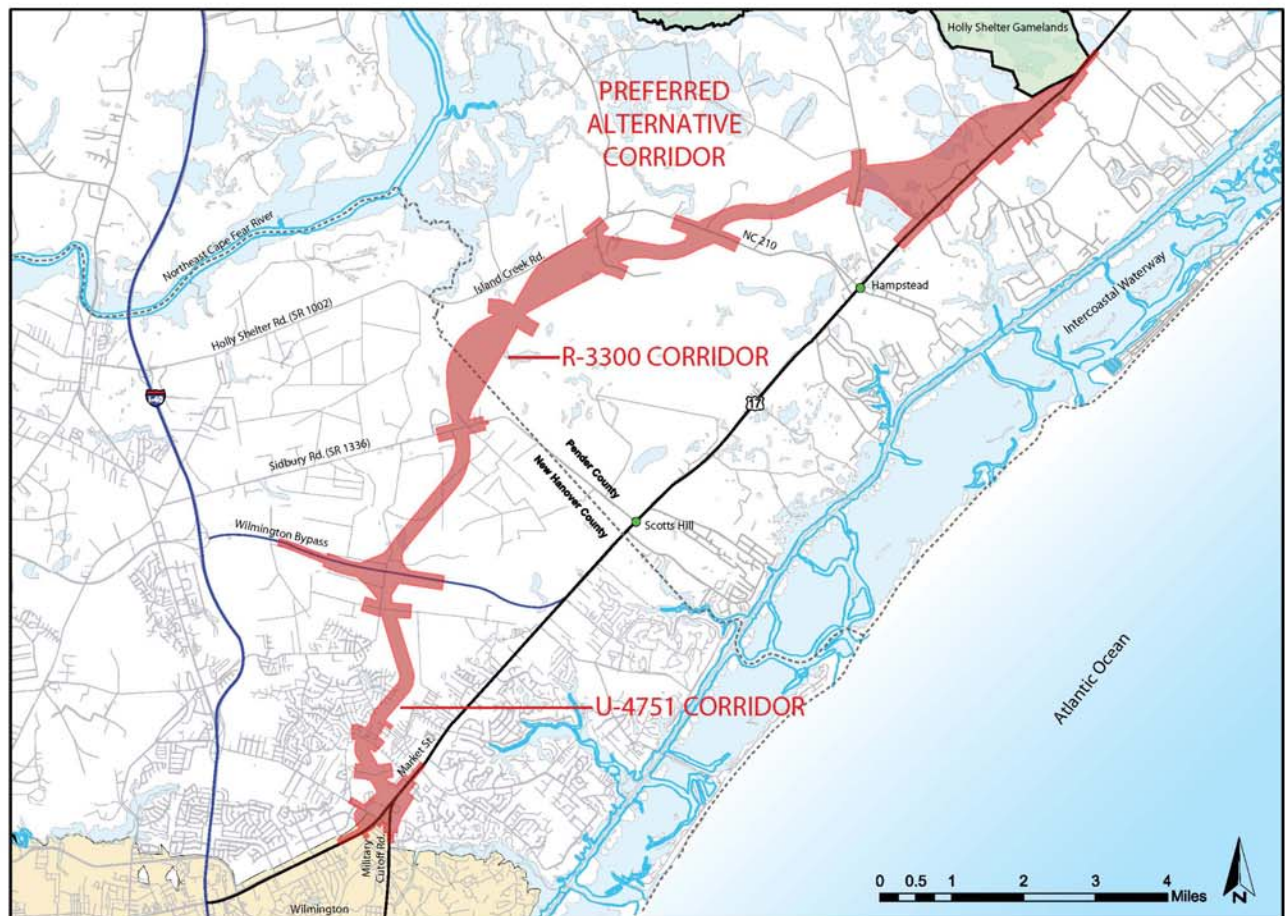 Holly Shelter Gamelands
PREFERRED
ALTERNATIVE
CORRIDOR
Northeast Cape Fear River
Island Creek Rd.
NC 210
Hampstead
Intercoastal Waterway
Holly Shelter Rd. (SR 1002)
R-3300 CORRIDOR
17
Sidbury Rd. (SR 1336)
Pender County
New Hanover County
Scotts Hill
Wilmington Bypass
Atlantic Ocean
U-4751 CORRIDOR
Market St.
Military
Cutoff Rd.
Wilmington
0 0.5 1 2 3 4
Miles
N